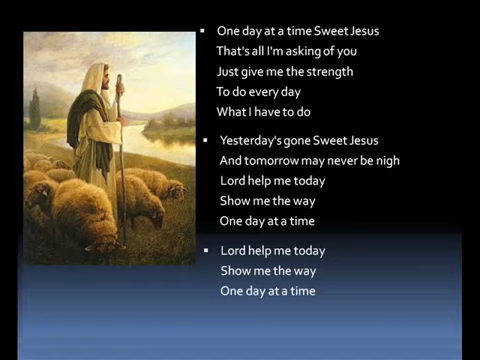 ▪ One day at a time Sweet Jesus
That's all I'm asking of you
Just give me the strength
To do every day
What I have to do
▪ Yesterday's gone Sweet Jesus
And tomorrow may never be nigh
Lord help me today
Show me the way
One day at a time
▪ Lord help me today
Show me the way
One day at a time